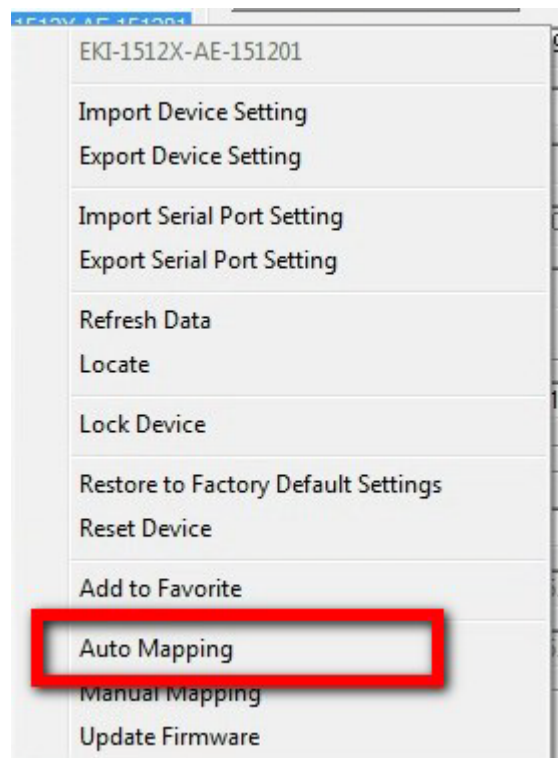 EKI-1512X-AE-151201
Import Device Setting
Export Device Setting
Import Serial Port Setting
Export Serial Port Setting
Refresh Data
Locate
Lock Device
Restore to Factory Default Settings
Reset Device
Add to Favorite
Auto Mapping
Manual Mapping
Update Firmware